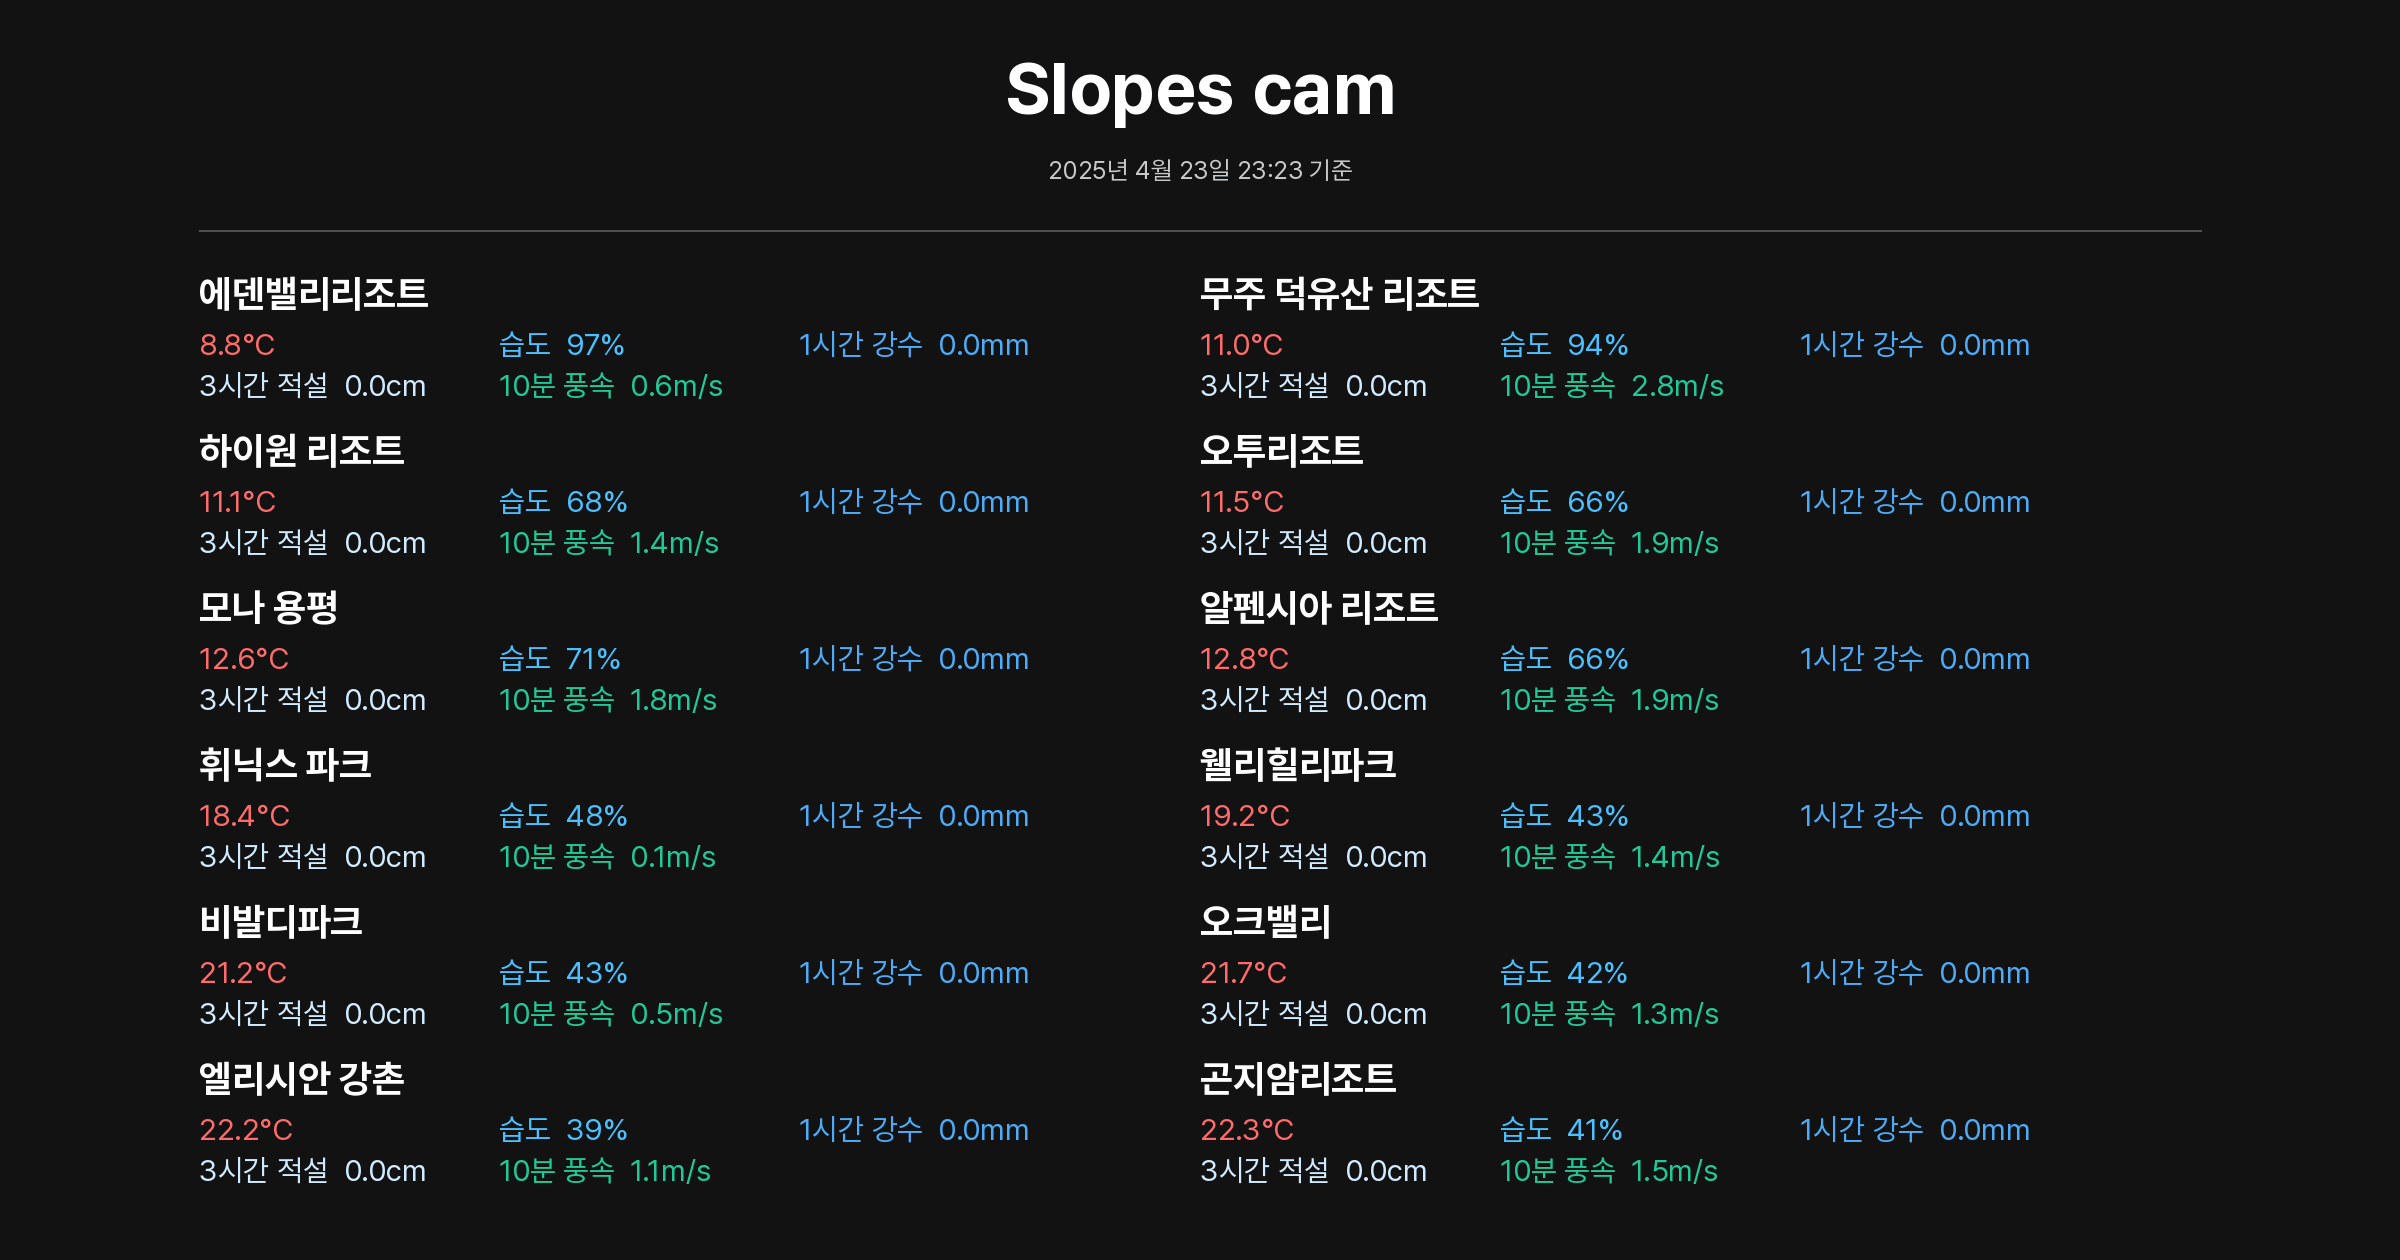 Slopes cam
2025년 4월 23일 23:23 기준
에덴밸리리조트
8.8°C 습도 97% 1시간 강수 0.0mm
3시간 적설 0.0cm 10분 풍속 0.6m/s
무주 덕유산 리조트
11.0°C 습도 94% 1시간 강수 0.0mm
3시간 적설 0.0cm 10분 풍속 2.8m/s
하이원 리조트
11.1°C 습도 68% 1시간 강수 0.0mm
3시간 적설 0.0cm 10분 풍속 1.4m/s
오투리조트
11.5°C 습도 66% 1시간 강수 0.0mm
3시간 적설 0.0cm 10분 풍속 1.9m/s
모나 용평
12.6°C 습도 71% 1시간 강수 0.0mm
3시간 적설 0.0cm 10분 풍속 1.8m/s
알펜시아 리조트
12.8°C 습도 66% 1시간 강수 0.0mm
3시간 적설 0.0cm 10분 풍속 1.9m/s
휘닉스 파크
18.4°C 습도 48% 1시간 강수 0.0mm
3시간 적설 0.0cm 10분 풍속 0.1m/s
웰리힐리파크
19.2°C 습도 43% 1시간 강수 0.0mm
3시간 적설 0.0cm 10분 풍속 1.4m/s
비발디파크
21.2°C 습도 43% 1시간 강수 0.0mm
3시간 적설 0.0cm 10분 풍속 0.5m/s
오크밸리
21.7°C 습도 42% 1시간 강수 0.0mm
3시간 적설 0.0cm 10분 풍속 1.3m/s
엘리시안 강촌
22.2°C 습도 39% 1시간 강수 0.0mm
3시간 적설 0.0cm 10분 풍속 1.1m/s
곤지암리조트
22.3°C 습도 41% 1시간 강수 0.0mm
3시간 적설 0.0cm 10분 풍속 1.5m/s